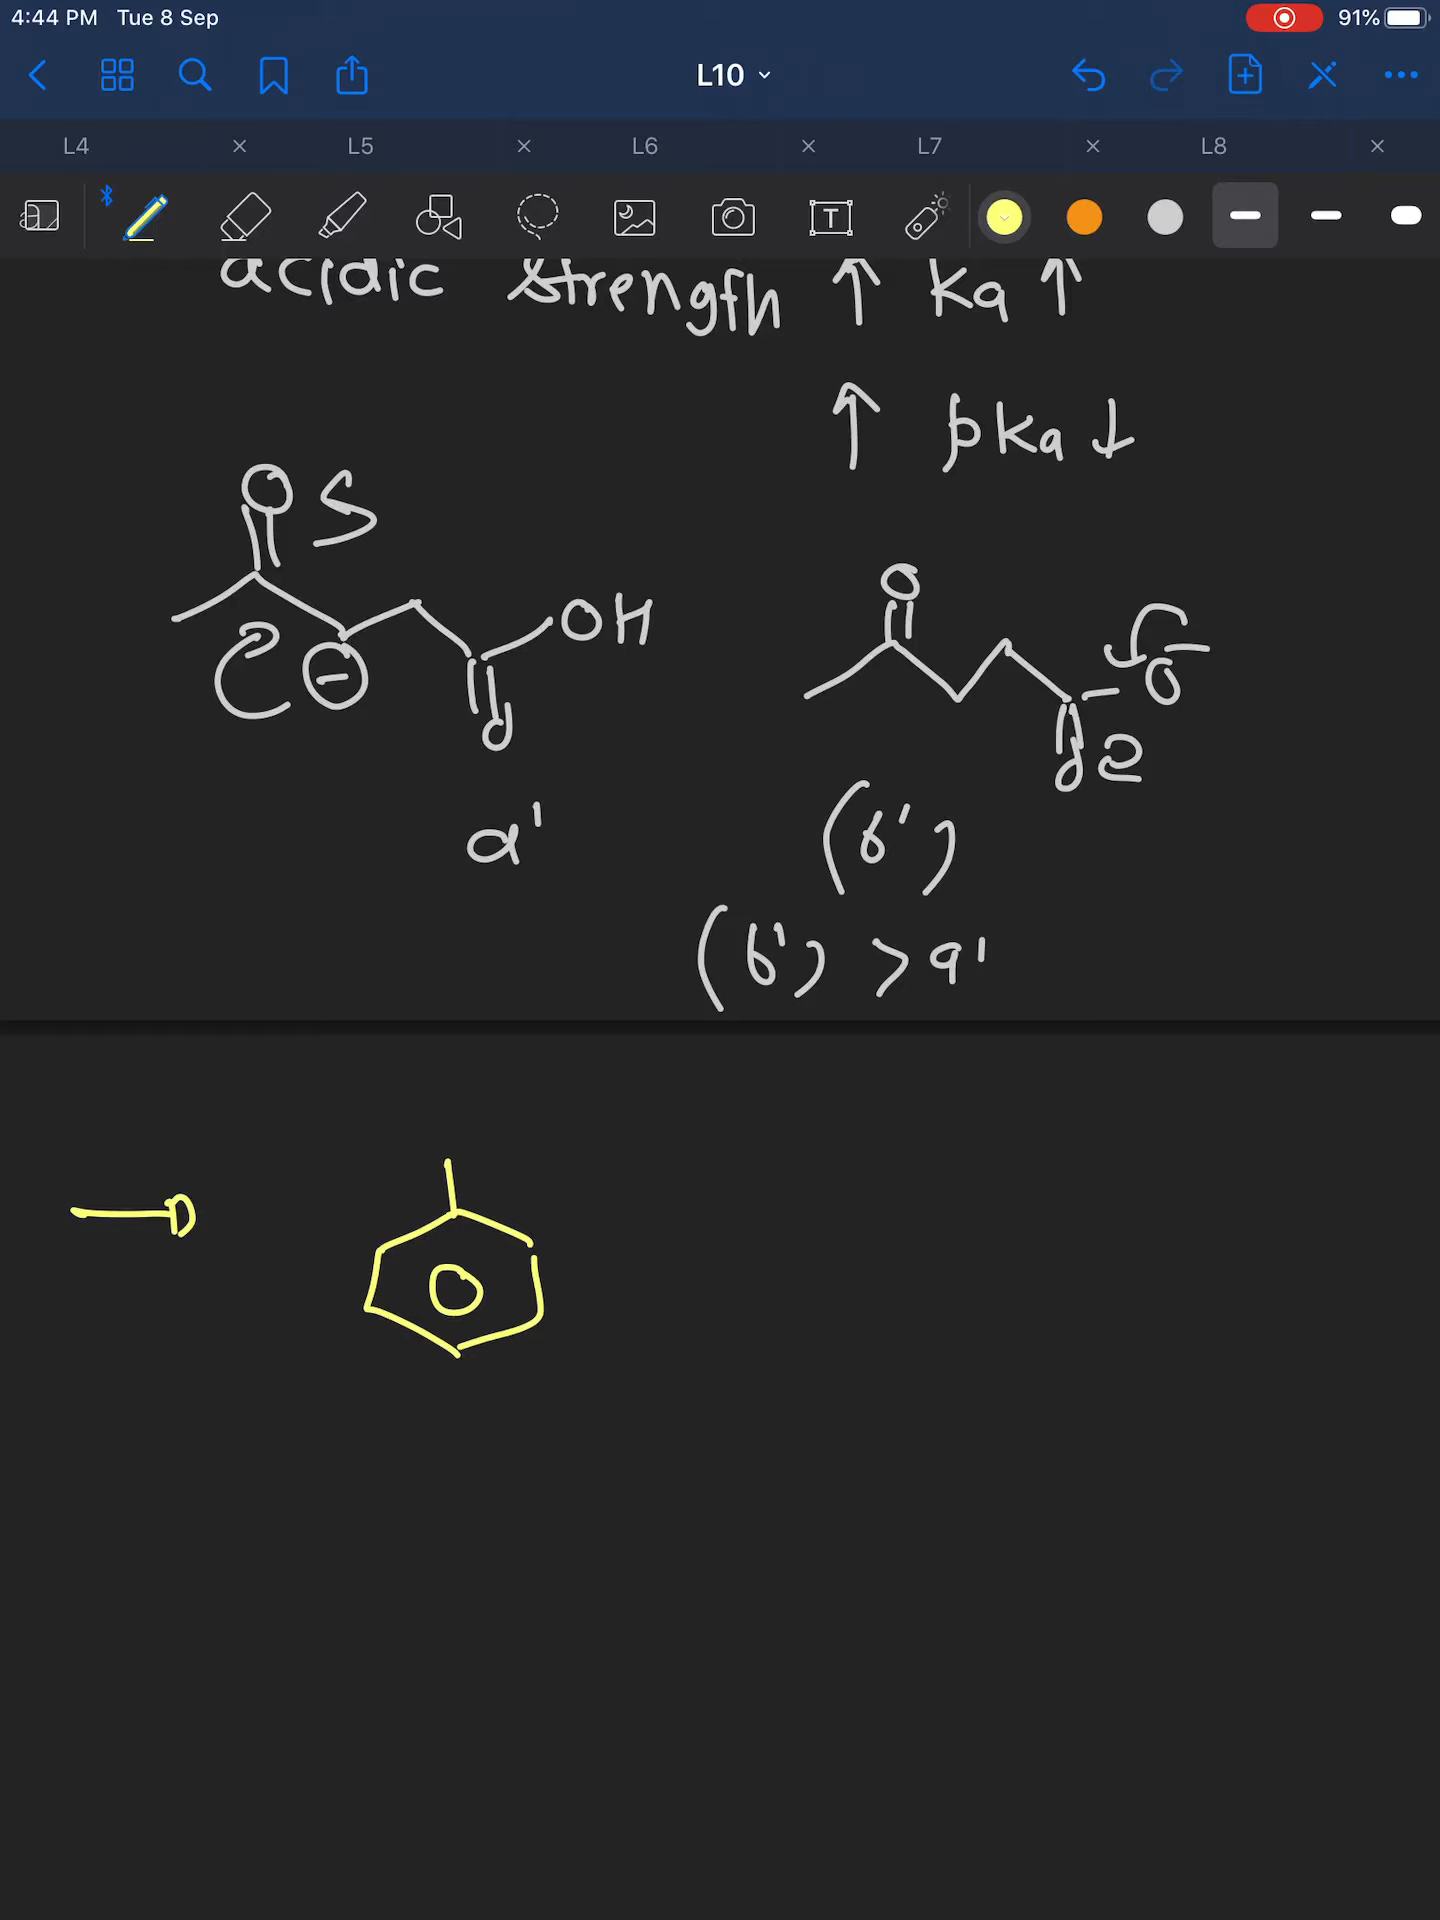 4:44 PM Tue 8 Sep 91%
L10
L4 L5 L6 L7 L8
T
acidic strength ↑ Ka ↑
↑ pKa ↓
O S
O
OH
O
O
O
a'
(b')
(b') > a'